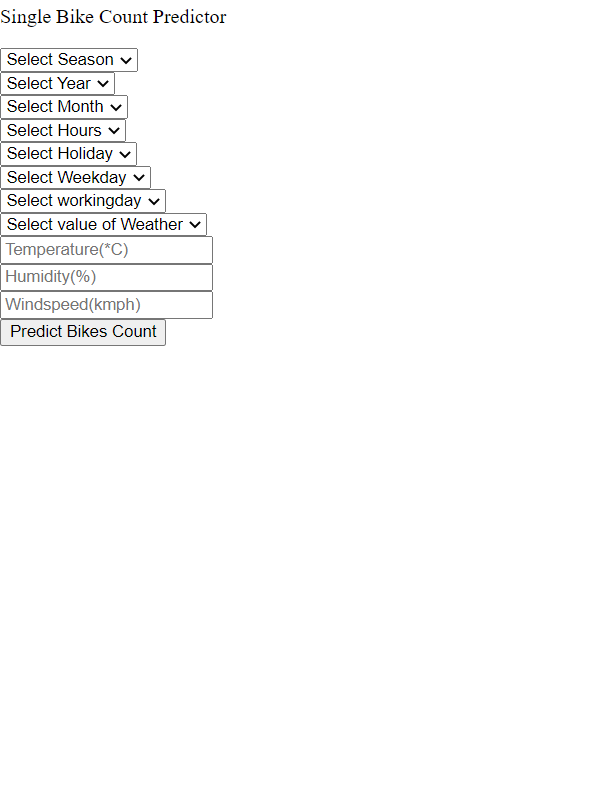 Single Bike Count Predictor
Select Season
Select Year
Select Month
Select Hours
Select Holiday
Select Weekday
Select workingday
Select value of Weather
Temperature(*C)
Humidity(%)
Windspeed(kmph)
Predict Bikes Count